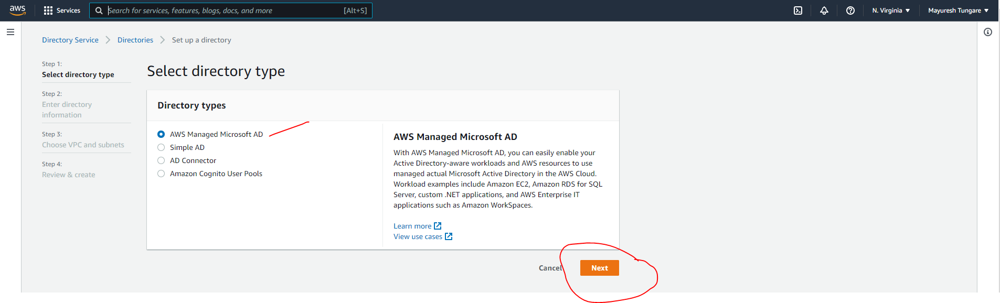 aws Services Search for services, features, blogs, docs, and more [Alt+S] N. Virginia Mayuresh Tungare
Directory Service Directories Set up a directory
Step 1:
Select directory type
Step 2:
Enter directory
information
Step 3:
Choose VPC and subnets
Step 4:
Review & create
Select directory type
Directory types
AWS Managed Microsoft AD
Simple AD
AD Connector
Amazon Cognito User Pools
AWS Managed Microsoft AD
With AWS Managed Microsoft AD, you can easily enable your
Active Directory-aware workloads and AWS resources to use
managed actual Microsoft Active Directory in the AWS Cloud.
Workload examples include Amazon EC2, Amazon RDS for SQL
Server, custom .NET applications, and AWS Enterprise IT
applications such as Amazon WorkSpaces.
Learn more
View use cases
Cancel Next